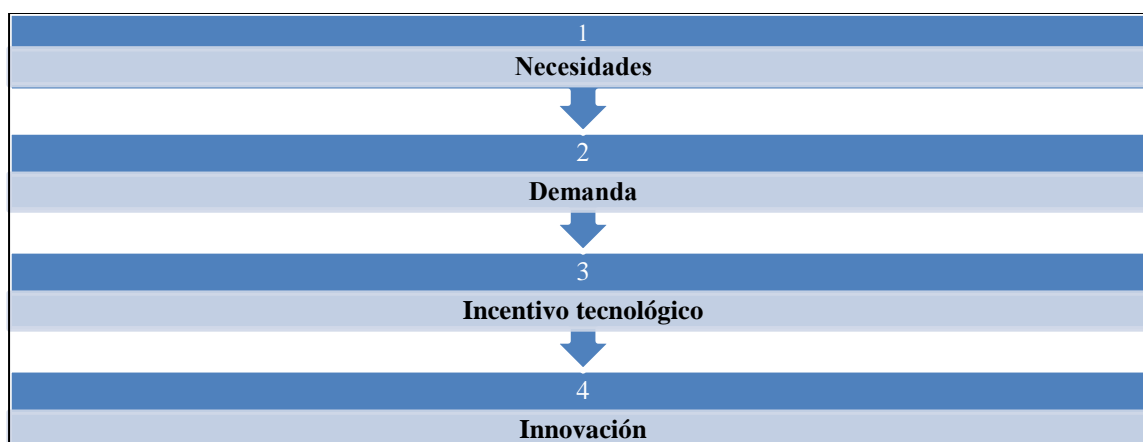 1
Necesidades
2
Demanda
3
Incentivo tecnológico
4
Innovación